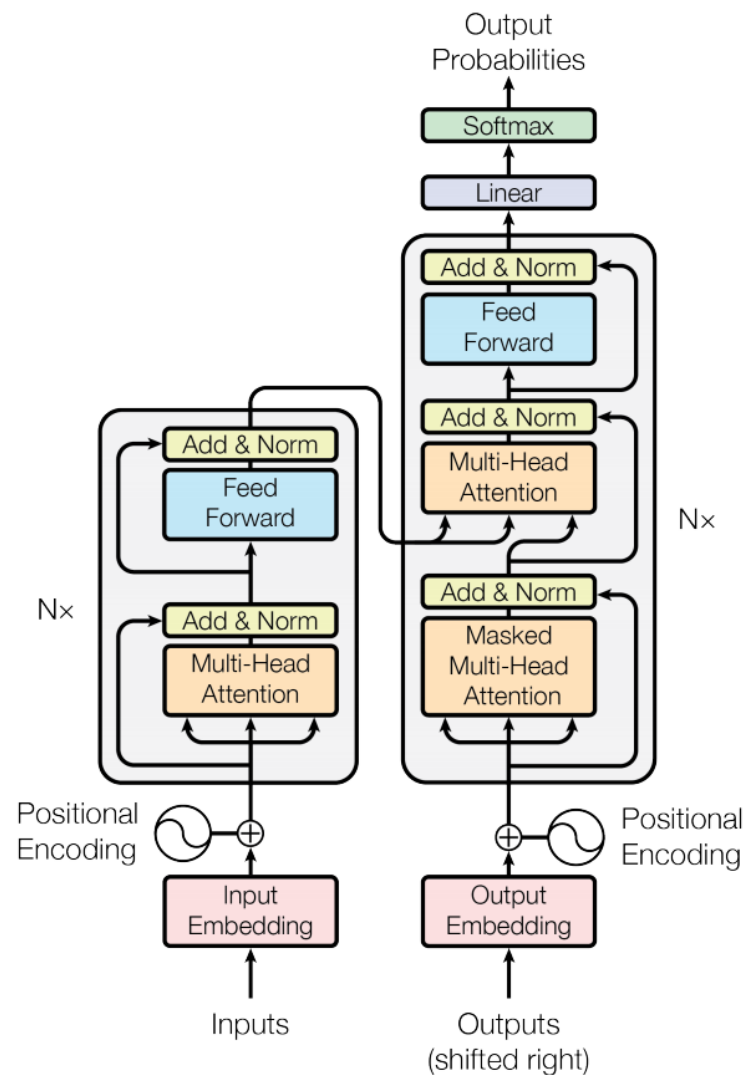 Output
Probabilities
Softmax
Linear
Add & Norm
Feed
Forward
Add & Norm
Multi-Head
Attention
Nx
Add & Norm
Masked
Multi-Head
Attention
Add & Norm
Feed
Forward
Nx
Add & Norm
Multi-Head
Attention
Positional
Encoding
Positional
Encoding
Input
Embedding
Output
Embedding
Inputs
Outputs
(shifted right)